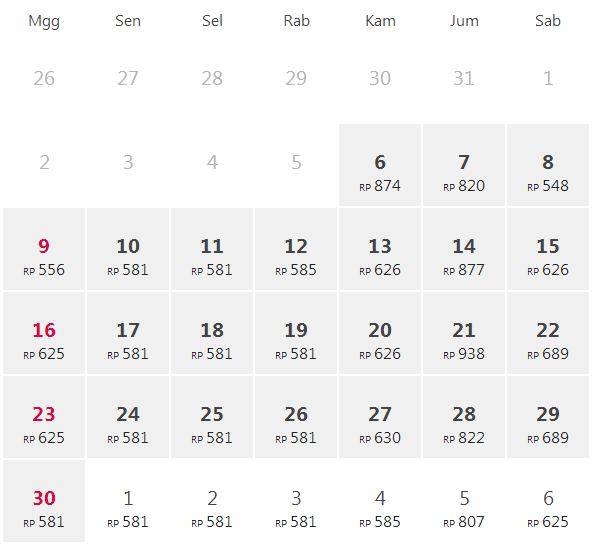 Mgg Sen Sel Rab Kam Jum Sab
26 27 28 29 30 31 1
2 3 4 5 6 7 8
RP 874 RP 820 RP 548
9 10 11 12 13 14 15
RP 556 RP 581 RP 581 RP 585 RP 626 RP 877 RP 626
16 17 18 19 20 21 22
RP 625 RP 581 RP 581 RP 581 RP 626 RP 938 RP 689
23 24 25 26 27 28 29
RP 625 RP 581 RP 581 RP 581 RP 630 RP 822 RP 689
30 1 2 3 4 5 6
RP 581 RP 581 RP 581 RP 581 RP 585 RP 807 RP 625